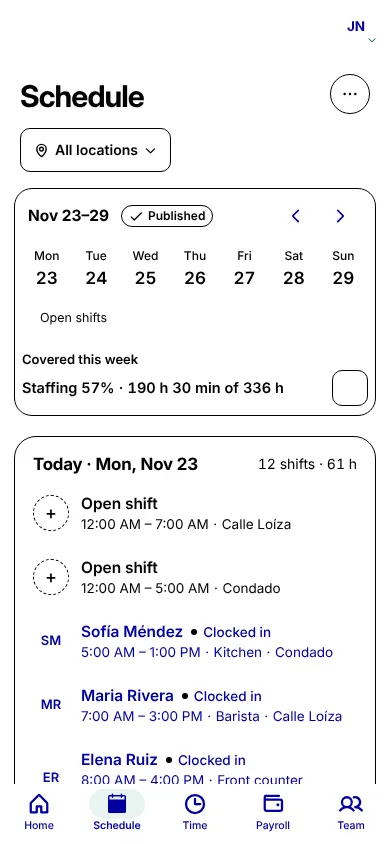 JN
Schedule
All locations
Nov 23–29 Published
Mon Tue Wed Thu Fri Sat Sun
23 24 25 26 27 28 29
Open shifts
Covered this week
Staffing 57% · 190 h 30 min of 336 h
Today · Mon, Nov 23 12 shifts · 61 h
Open shift
12:00 AM – 7:00 AM · Calle Loíza
Open shift
12:00 AM – 5:00 AM · Condado
SM Sofía Méndez • Clocked in
5:00 AM – 1:00 PM · Kitchen · Condado
MR Maria Rivera • Clocked in
7:00 AM – 3:00 PM · Barista · Calle Loíza
ER Elena Ruiz • Clocked in
8:00 AM – 4:00 PM · Front counter
Home Schedule Time Payroll Team